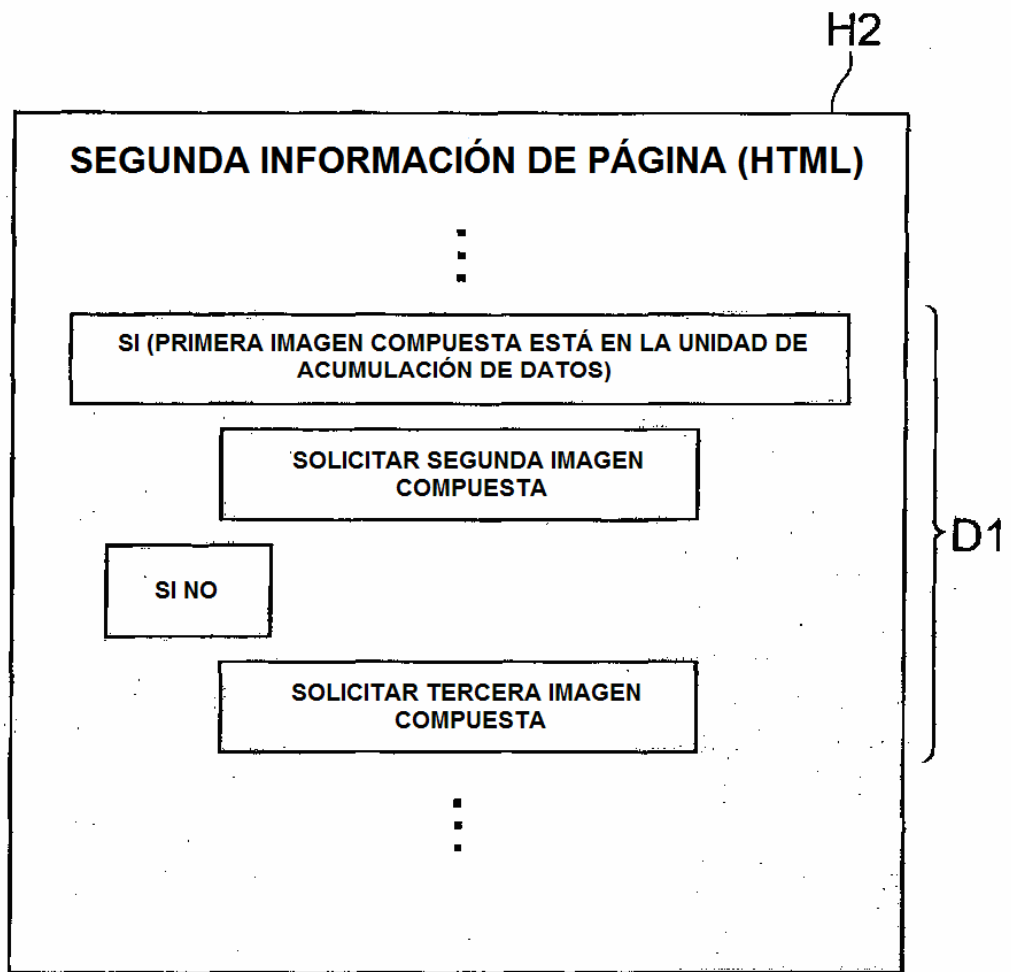 H2
SEGUNDA INFORMACIÓN DE PÁGINA (HTML)
SI (PRIMERA IMAGEN COMPUESTA ESTÁ EN LA UNIDAD DE
ACUMULACIÓN DE DATOS)
SOLICITAR SEGUNDA IMAGEN
COMPUESTA
D1
SI NO
SOLICITAR TERCERA IMAGEN
COMPUESTA